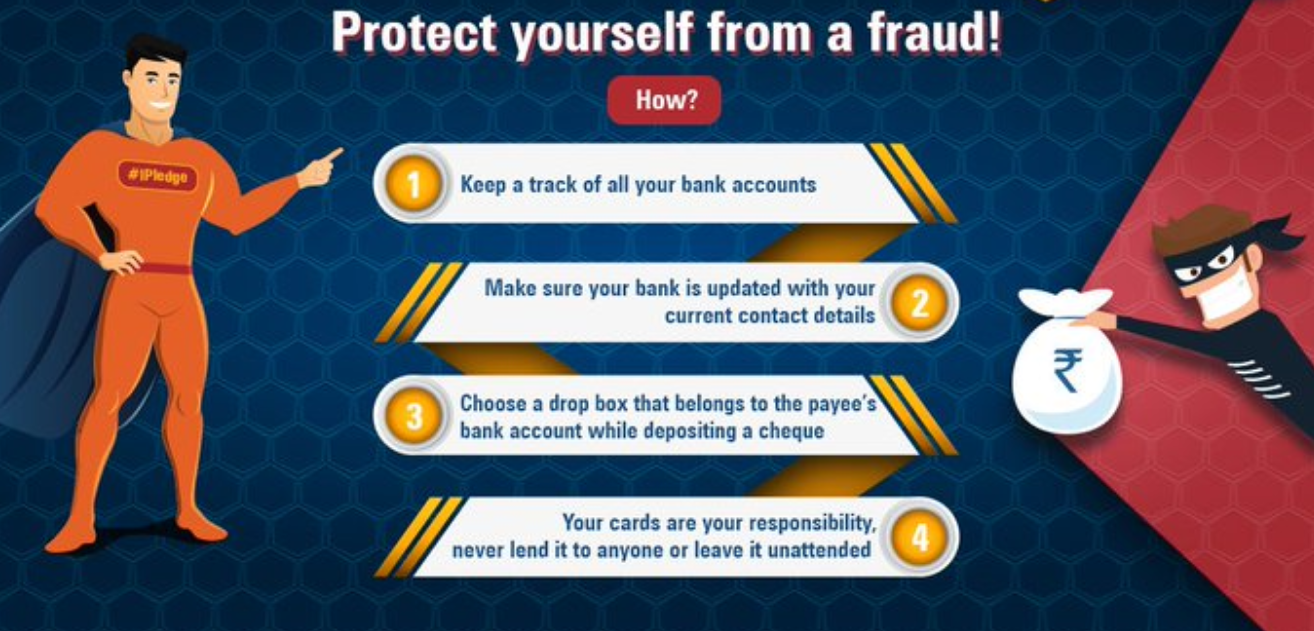 Protect yourself from a fraud!
How?
#IPledge
1
Keep a track of all your bank accounts
Make sure your bank is updated with your
current contact details
2
3
Choose a drop box that belongs to the payee's
bank account while depositing a cheque
Your cards are your responsibility,
never lend it to anyone or leave it unattended
4
₹